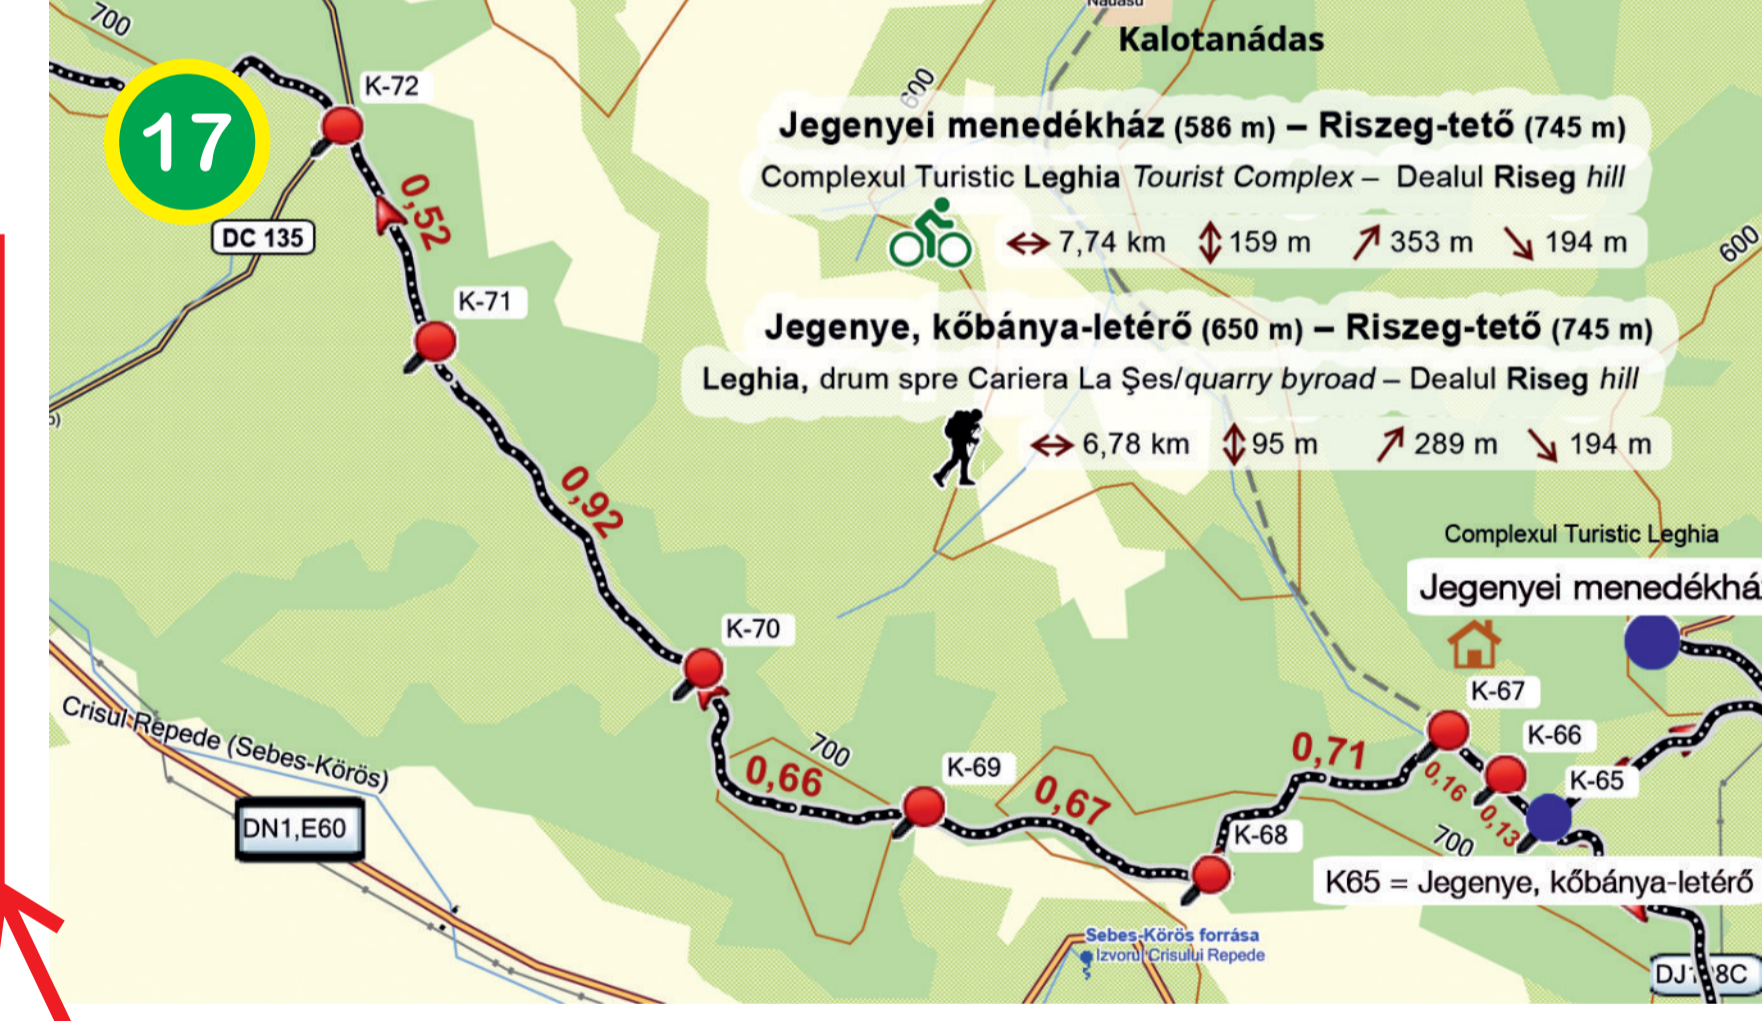 700
Kalotanádas
K-72
17
600
Jegenyei menedékház (586 m) – Riszeg-tető (745 m)
Complexul Turistic Leghia Tourist Complex – Dealul Riseg hill
0,52
DC 135
7,74 km 159 m 353 m 194 m
600
K-71
Jegenye, kőbánya-letérő (650 m) – Riszeg-tető (745 m)
Leghia, drum spre Cariera La Şes/quarry byroad – Dealul Riseg hill
6,78 km 95 m 289 m 194 m
0,92
Complexul Turistic Leghia
Jegenyei menedékhá
K-70
K-67
Crisul Repede (Sebes-Körös)
K-66
700
0,71
K-69
0,66
0,67
0,16
K-65
0,13
DN1,E60
K-68
700
K65 = Jegenye, kőbánya-letérő
Sebes-Körös forrása
Izvorul Crisului Repede